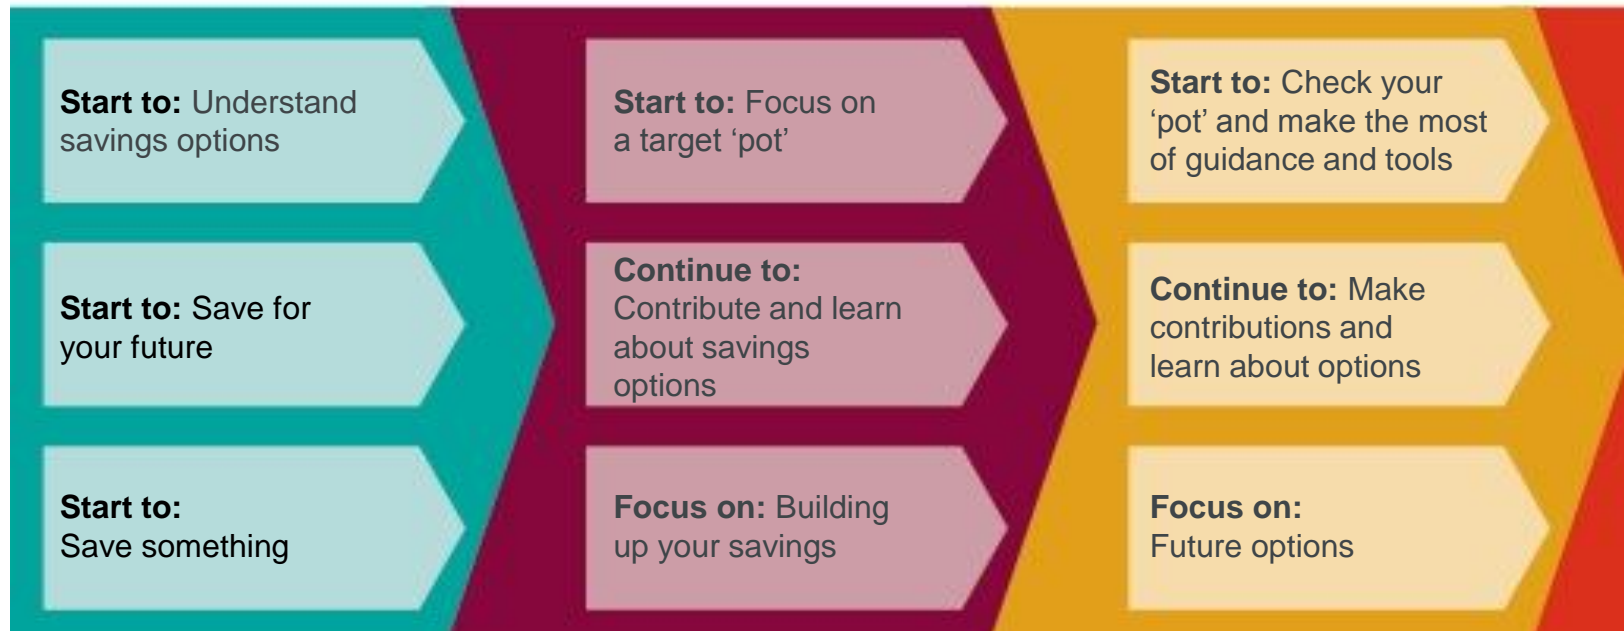 Start to: Understand
savings options
Start to: Save for
your future
Start to:
Save something
Start to: Focus on
a target ‘pot’
Continue to:
Contribute and learn
about savings
options
Focus on: Building
up your savings
Start to: Check your
‘pot’ and make the most
of guidance and tools
Continue to: Make
contributions and
learn about options
Focus on:
Future options